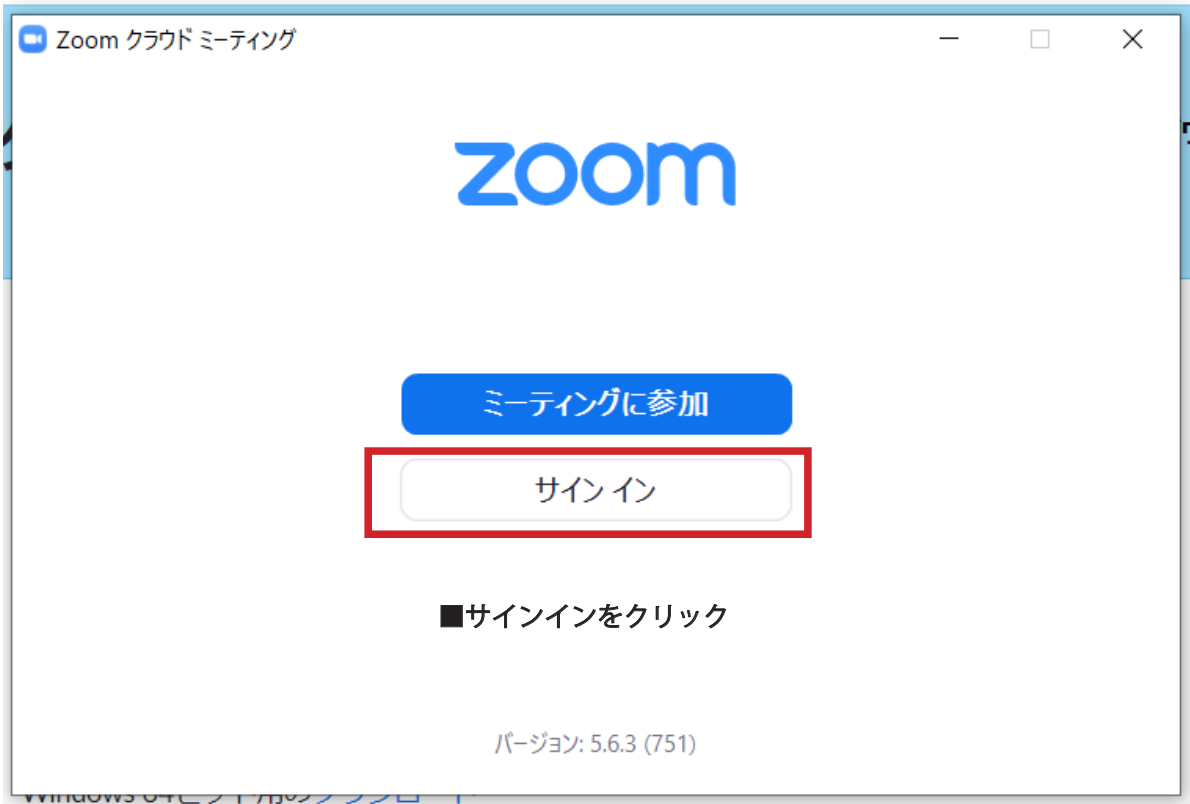 Zoom クラウド ミーティング
zoom
ミーティングに参加
サイン イン
■サインインをクリック
バージョン: 5.6.3 (751)